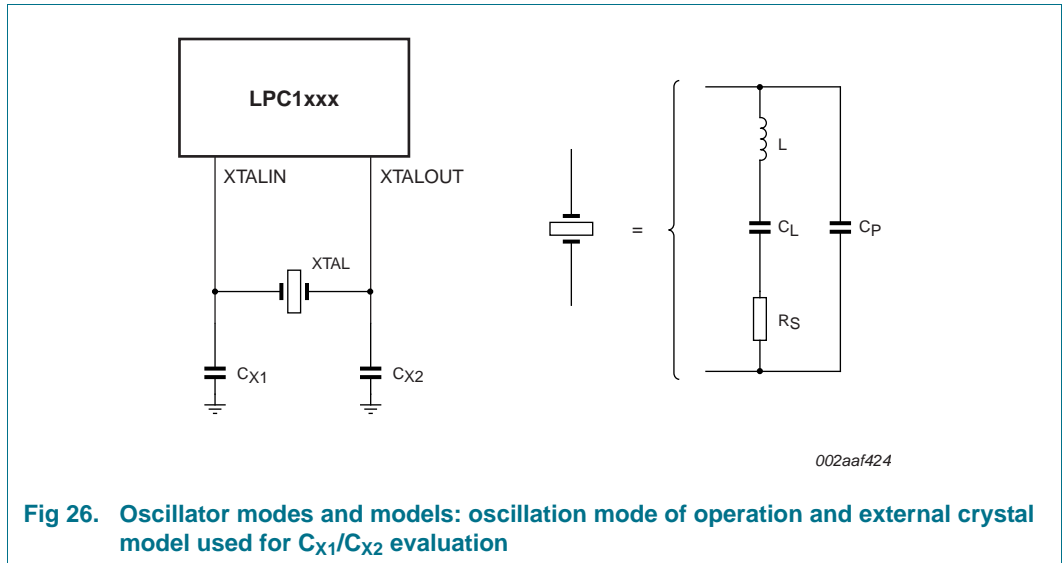 LPC1xxx
XTALIN XTALOUT
XTAL
CX1 CX2
=
L
CL CP
RS
002aaf424
Fig 26. Oscillator modes and models: oscillation mode of operation and external crystal
model used for CX1/CX2 evaluation